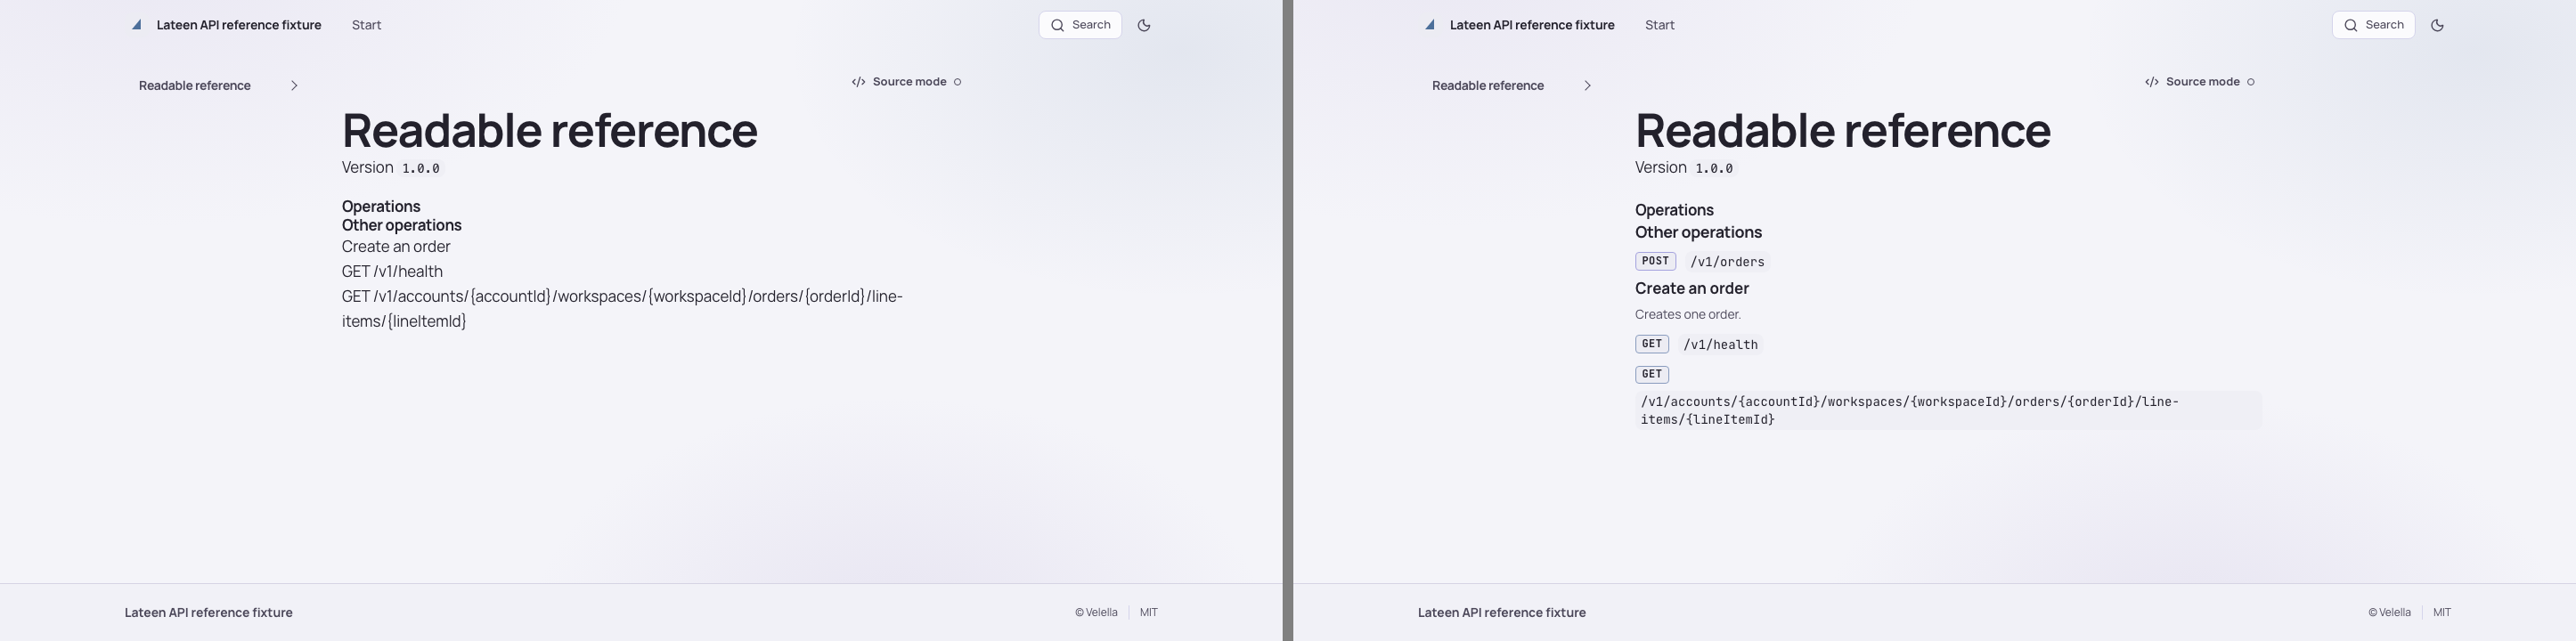 Lateen API reference fixture
Start
Search
Readable reference
Source mode
Readable reference
Version 1.0.0
Operations
Other operations
Create an order
GET /v1/health
GET /v1/accounts/{accountId}/workspaces/{workspaceId}/orders/{orderId}/line-
items/{lineItemId}
Lateen API reference fixture
© Velella
MIT
Lateen API reference fixture
Start
Search
Readable reference
Source mode
Readable reference
Version 1.0.0
Operations
Other operations
POST /v1/orders
Create an order
Creates one order.
GET /v1/health
GET
/v1/accounts/{accountId}/workspaces/{workspaceId}/orders/{orderId}/line-
items/{lineItemId}
Lateen API reference fixture
© Velella
MIT